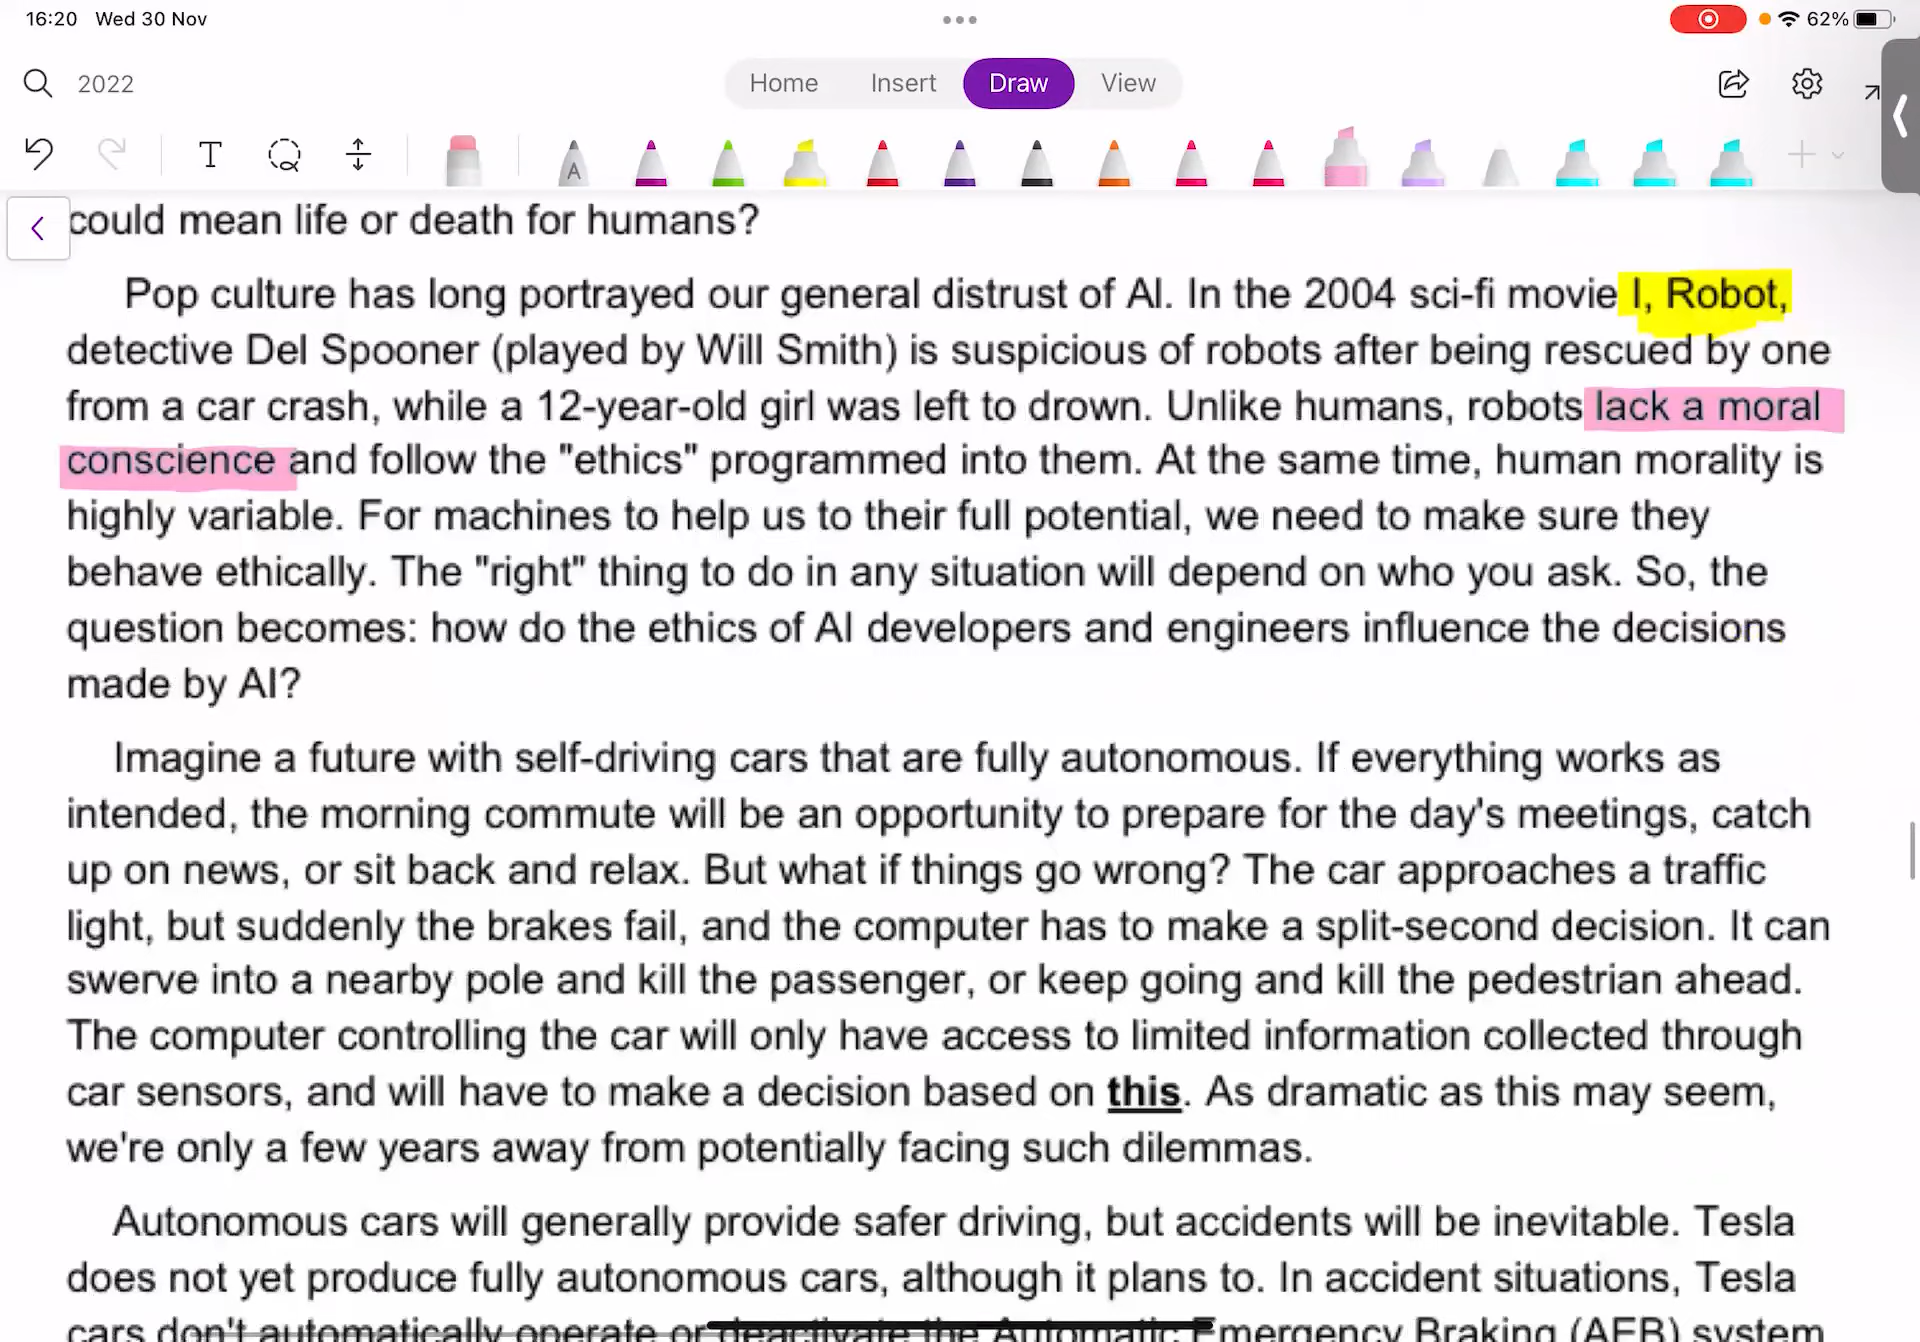 16:20 Wed 30 Nov
62%
2022
Home Insert Draw View
T
A
could mean life or death for humans?
Pop culture has long portrayed our general distrust of AI. In the 2004 sci-fi movie I, Robot,
detective Del Spooner (played by Will Smith) is suspicious of robots after being rescued by one
from a car crash, while a 12-year-old girl was left to drown. Unlike humans, robots lack a moral
conscience and follow the "ethics" programmed into them. At the same time, human morality is
highly variable. For machines to help us to their full potential, we need to make sure they
behave ethically. The "right" thing to do in any situation will depend on who you ask. So, the
question becomes: how do the ethics of AI developers and engineers influence the decisions
made by AI?
Imagine a future with self-driving cars that are fully autonomous. If everything works as
intended, the morning commute will be an opportunity to prepare for the day's meetings, catch
up on news, or sit back and relax. But what if things go wrong? The car approaches a traffic
light, but suddenly the brakes fail, and the computer has to make a split-second decision. It can
swerve into a nearby pole and kill the passenger, or keep going and kill the pedestrian ahead.
The computer controlling the car will only have access to limited information collected through
car sensors, and will have to make a decision based on this. As dramatic as this may seem,
we're only a few years away from potentially facing such dilemmas.
Autonomous cars will generally provide safer driving, but accidents will be inevitable. Tesla
does not yet produce fully autonomous cars, although it plans to. In accident situations, Tesla
cars don't automatically operate or deactivate the Automatic Emergency Braking (AEB) system